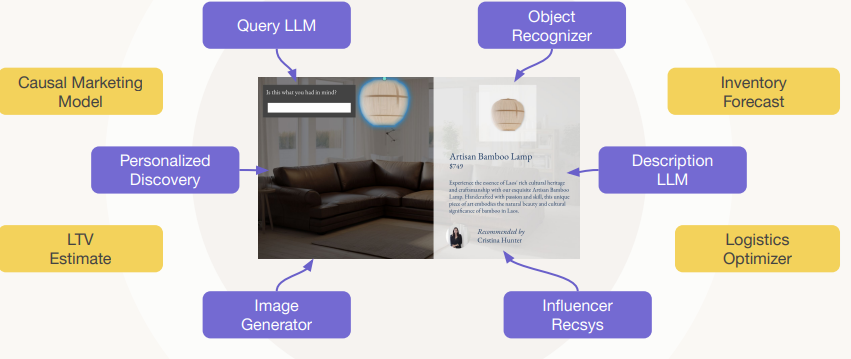 Query LLM
Object
Recognizer
Causal Marketing
Model
Inventory
Forecast
Is this what you had in mind?
Personalized
Discovery
Artisan Bamboo Lamp
$749
Experience the essence of Laos' rich cultural heritage
and craftsmanship with our exquisite Artisan Bamboo
Lamp. Handcrafted with passion and skill, this unique
piece of art embodies the natural beauty and cultural
significance of bamboo in Laos.
Recommended by
Cristina Hunter
Description
LLM
LTV
Estimate
Logistics
Optimizer
Image
Generator
Influencer
Recsys